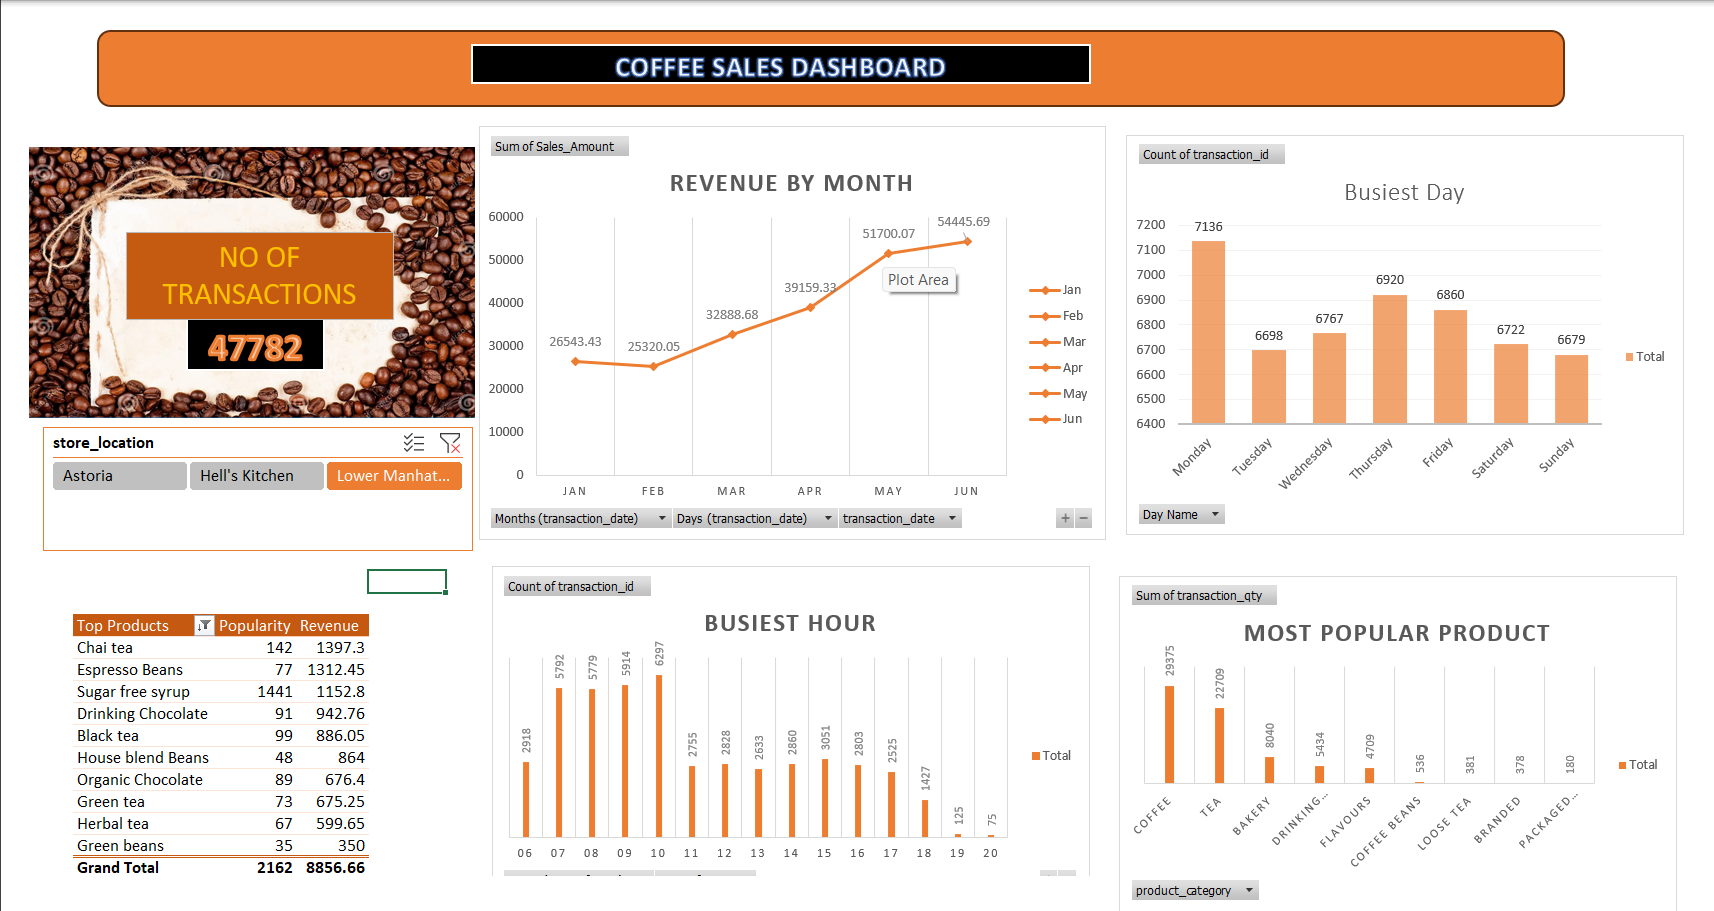 COFFEE SALES DASHBOARD
NO OF
TRANSACTIONS
47782
store_location
Astoria
Hell's Kitchen
Lower Manhat...
Top Products Popularity Revenue
Chai tea 142 1397.3
Espresso Beans 77 1312.45
Sugar free syrup 1441 1152.8
Drinking Chocolate 91 942.76
Black tea 99 886.05
House blend Beans 48 864
Organic Chocolate 89 676.4
Green tea 73 675.25
Herbal tea 67 599.65
Green beans 35 350
Grand Total 2162 8856.66
Sum of Sales_Amount
REVENUE BY MONTH
60000
50000
40000
30000
20000
10000
0
26543.43
25320.05
32888.68
39159.33
51700.07
54445.69
Plot Area
JAN FEB MAR APR MAY JUN
Jan
Feb
Mar
Apr
May
Jun
Months (transaction_date) Days (transaction_date) transaction_date
Count of transaction_id
Busiest Day
7200
7100
7000
6900
6800
6700
6600
6500
6400
7136
6698
6767
6920
6860
6722
6679
Monday
Tuesday
Wednesday
Thursday
Friday
Saturday
Sunday
Total
Day Name
Count of transaction_id
BUSIEST HOUR
2918
5792
5779
5914
6297
2755
2828
2633
2860
3051
2803
2525
1427
125
75
06 07 08 09 10 11 12 13 14 15 16 17 18 19 20
Total
Sum of transaction_qty
MOST POPULAR PRODUCT
29375
22709
8040
5434
4709
536
381
378
180
COFFEE
TEA
BAKERY
DRINKING...
FLAVOURS
COFFEE BEANS
LOOSE TEA
BRANDED
PACKAGED...
Total
product_category